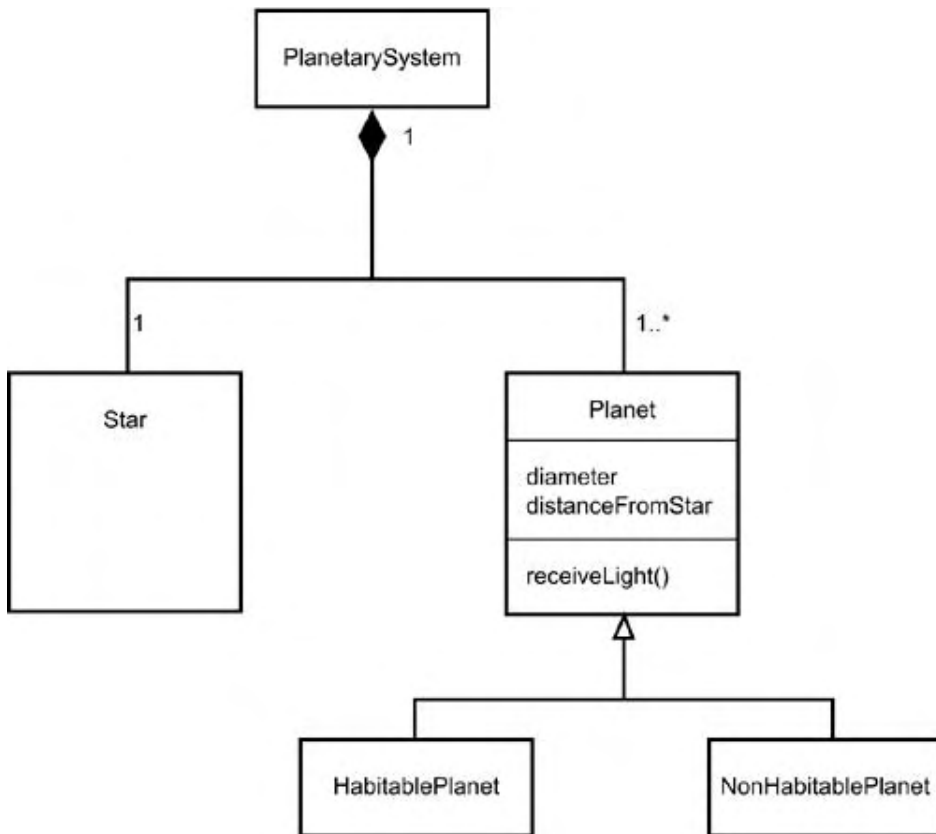 PlanetarySystem
1
1
1..*
Star
Planet
diameter
distanceFromStar
receiveLight()
HabitablePlanet
NonHabitablePlanet